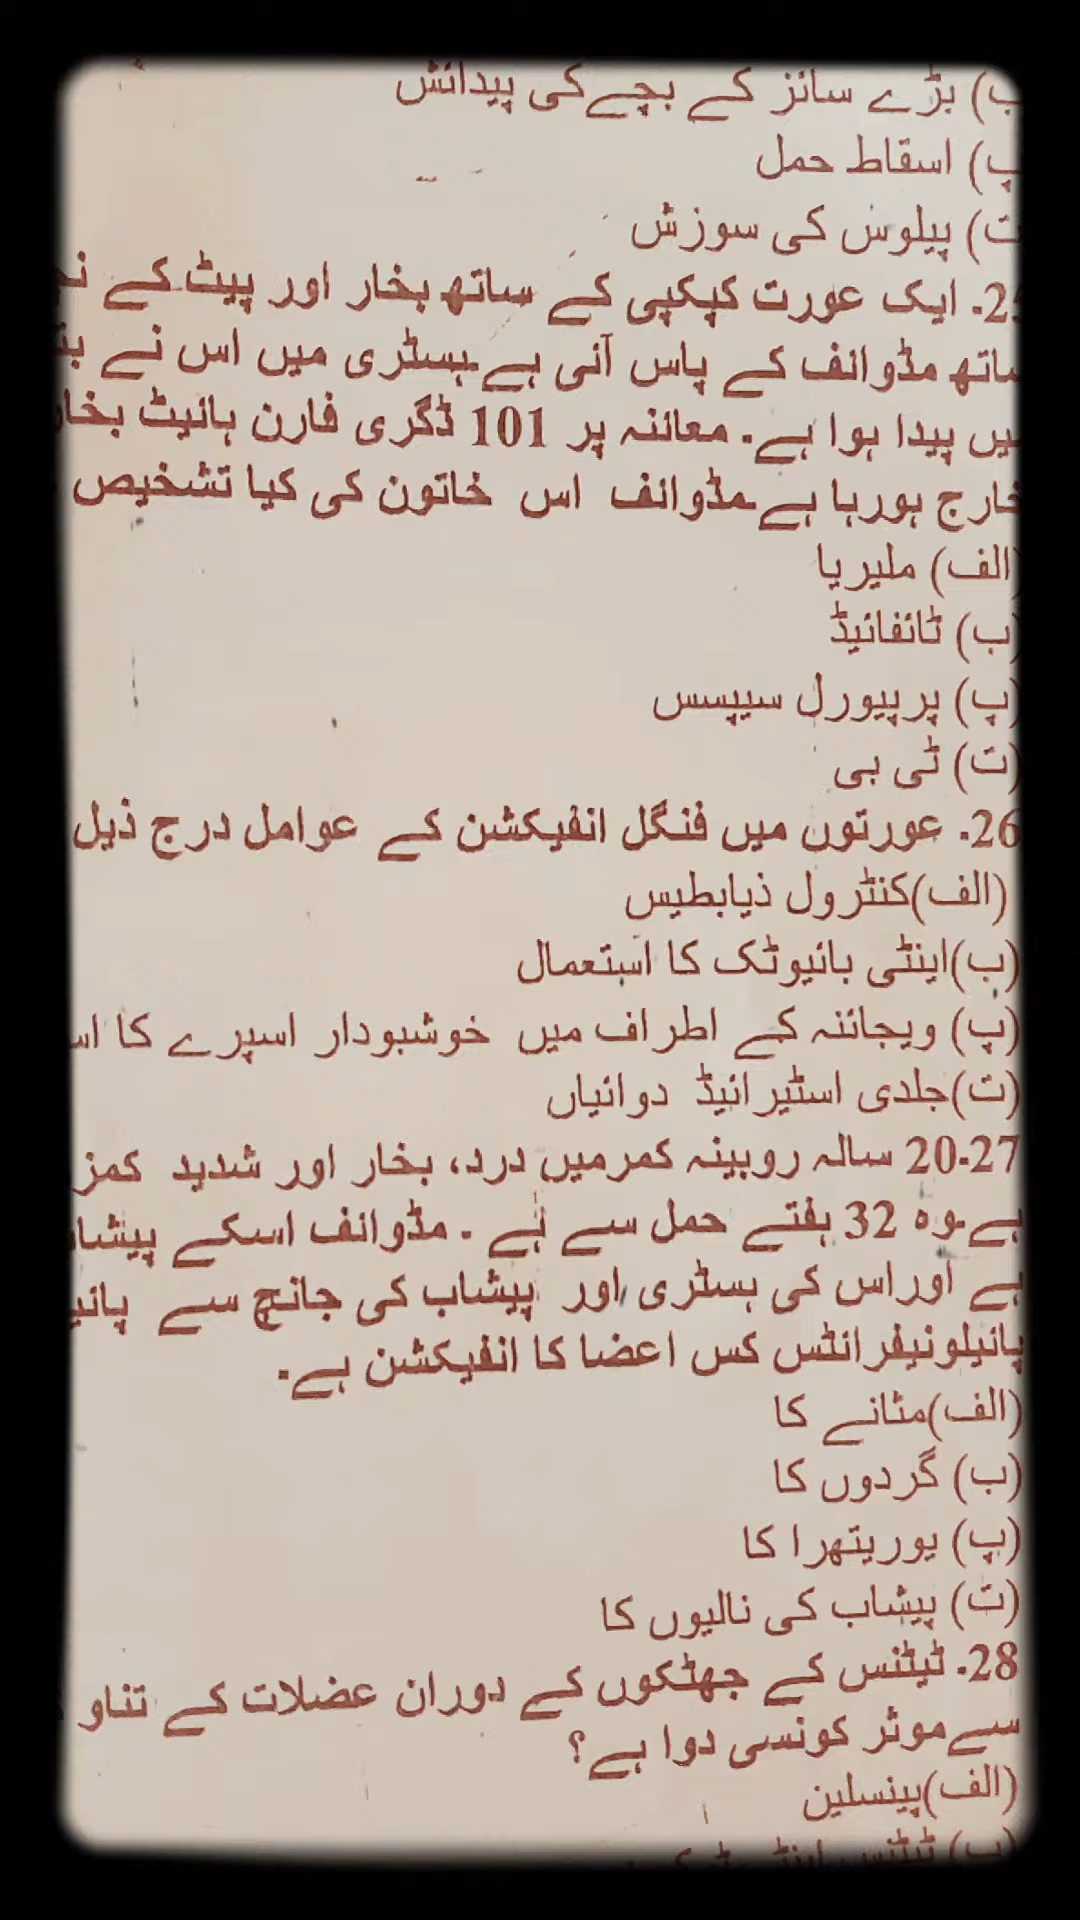 ب) بڑے سائز کے بچےکی پیدائش
پ) اسقاط حمل
ت) پیلوس کی سوزش
25. ایک عورت کپکپی کے ساتھ بخار اور پیٹ کے
ساتھ مڈوائف کے پاس آئی ہے۔ہسٹری میں اس نے
میں پیدا ہوا ہے۔ معائنہ پر 101 ڈگری فارن ہائیٹ بخار
خارج ہورہا ہے۔مڈوائف اس خاتون کی کیا تشخیص
(الف) ملیریا
(ب) ٹائفائیڈ
(پ) پرپیورل سیپسس
(ت) ٹی بی
26. عورتوں میں فنگل انفیکشن کے عوامل درج ذیل
(الف)کنٹرول ذیابطیس
(ب)اینٹی بائیوٹک کا استعمال
(پ) ویجائنہ کے اطراف میں خوشبودار اسپرے کا
(ت)جلدی اسٹیرائیڈ دوائیاں
27۔20 سالہ روبینہ کمرمیں درد، بخار اور شدید
ہے۔وہ 32 ہفتے حمل سے ہے ۔ مڈوائف اسکے
ہے اوراس کی ہسٹری اور پیشاب کی جانچ سے
پائیلونیفرائٹس کس اعضا کا انفیکشن ہے۔
(الف)مثانے کا
(ب) گردوں کا
(پ) یوریتھرا کا
(ت) پیشاب کی نالیوں کا
28. ٹیٹنس کے جھٹکوں کے دوران عضلات کے تناو
سےموثر کونسی دوا ہے؟
(الف)پینسلین
(ب) ٹیٹنس